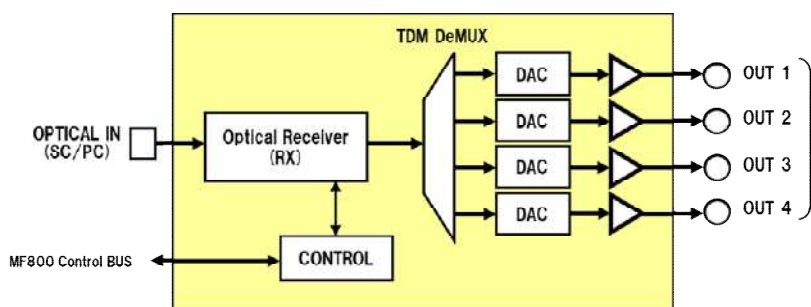 TDM DeMUX
DAC
OUT 1
DAC
OUT 2
OPTICAL IN
(SC/PC)
Optical Receiver
(RX)
DAC
OUT 3
DAC
OUT 4
CONTROL
MF800 Control BUS